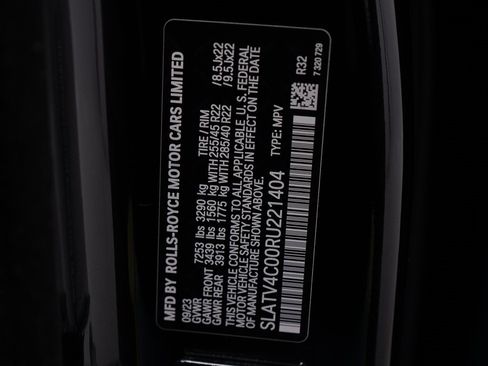 MFD BY ROLLS-ROYCE MOTOR CARS LIMITED
09/23
GVWR 7253 lbs 3290 kg TIRE / RIM
GAWR FRONT 3439 lbs 1560 kg WITH 255/45 R22 / 8.5Jx22
GAWR REAR 3913 lbs 1775 kg WITH 285/40 R22 / 9.5Jx22
THIS VEHICLE CONFORMS TO ALL APPLICABLE U. S. FEDERAL
MOTOR VEHICLE SAFETY STANDARDS IN EFFECT ON THE DATE
OF MANUFACTURE SHOWN ABOVE.
SLATV4C00RU221404 TYPE: MPV
R32
7 320 729